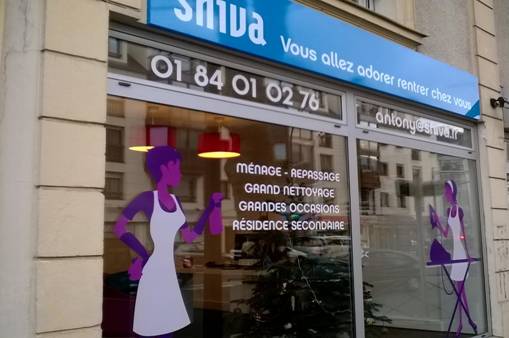 shiva
Vous allez adorer rentrer chez vous
01 84 01 02 76
antony@shiva.fr
MÉNAGE - REPASSAGE
GRAND NETTOYAGE
GRANDES OCCASIONS
RÉSIDENCE SECONDAIRE